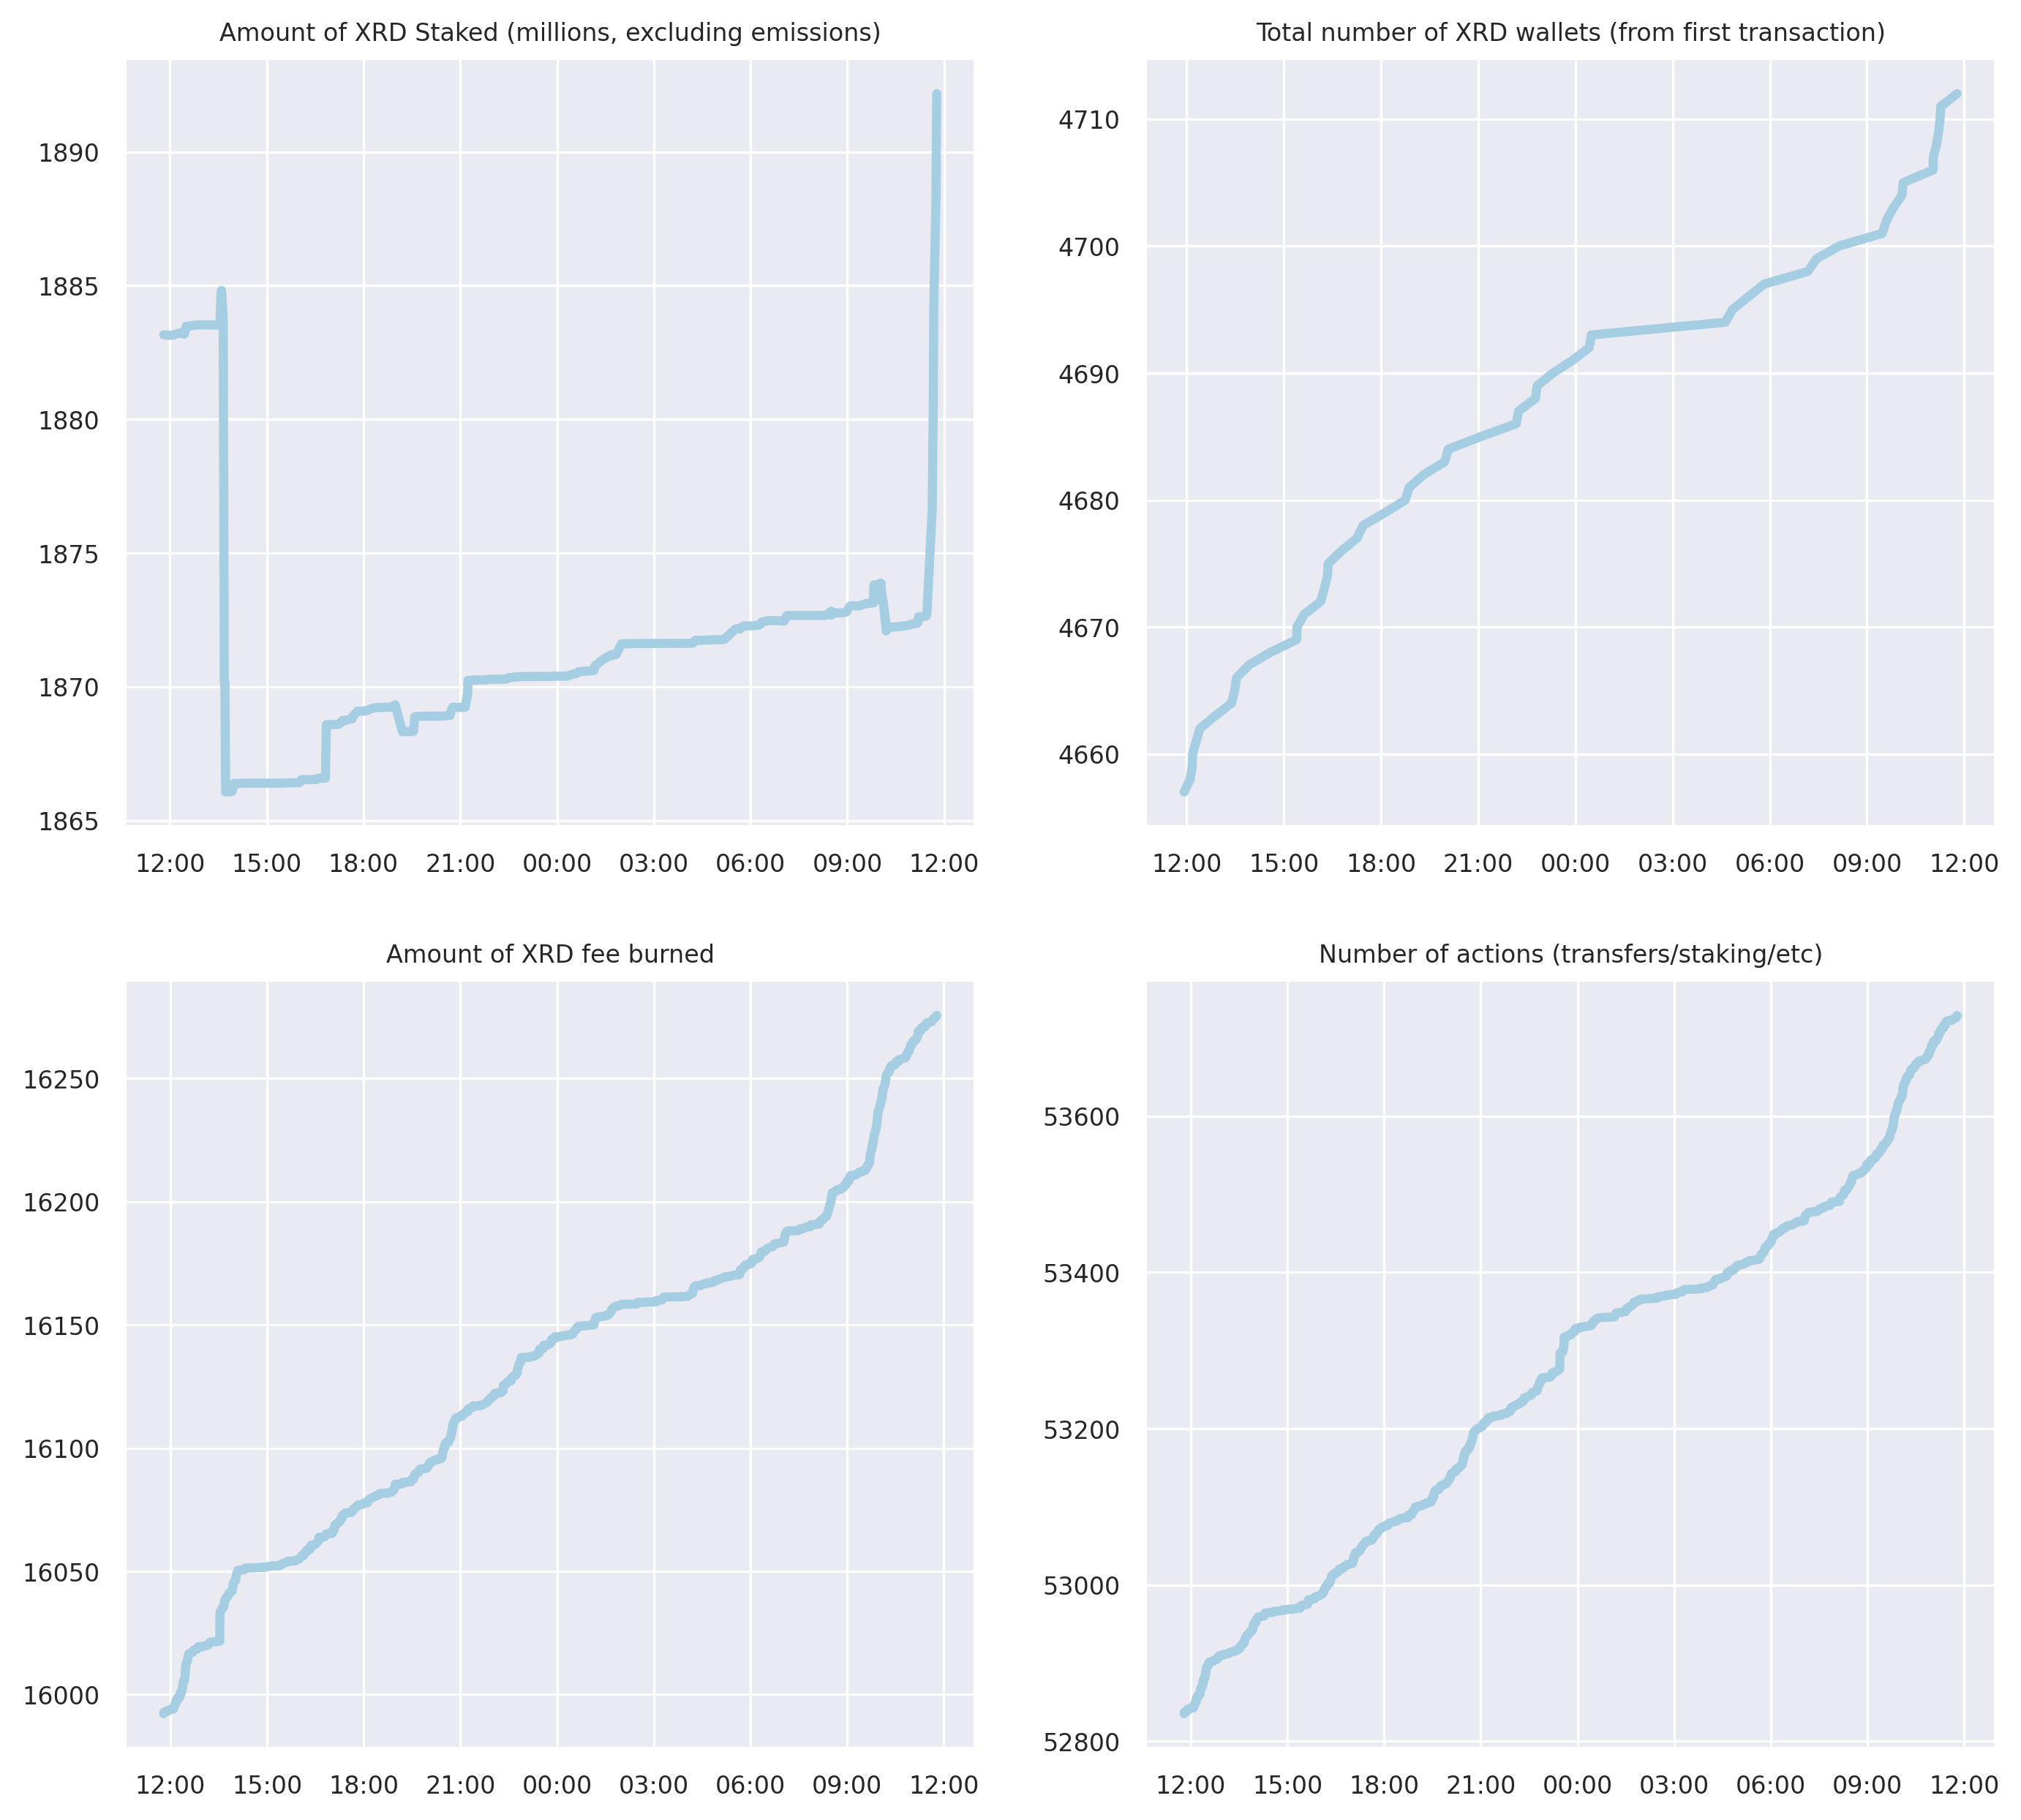 Amount of XRD Staked (millions, excluding emissions)
1890
1885
1880
1875
1870
1865
12:00 15:00 18:00 21:00 00:00 03:00 06:00 09:00 12:00
Total number of XRD wallets (from first transaction)
4710
4700
4690
4680
4670
4660
12:00 15:00 18:00 21:00 00:00 03:00 06:00 09:00 12:00
Amount of XRD fee burned
16250
16200
16150
16100
16050
16000
12:00 15:00 18:00 21:00 00:00 03:00 06:00 09:00 12:00
Number of actions (transfers/staking/etc)
53600
53400
53200
53000
52800
12:00 15:00 18:00 21:00 00:00 03:00 06:00 09:00 12:00